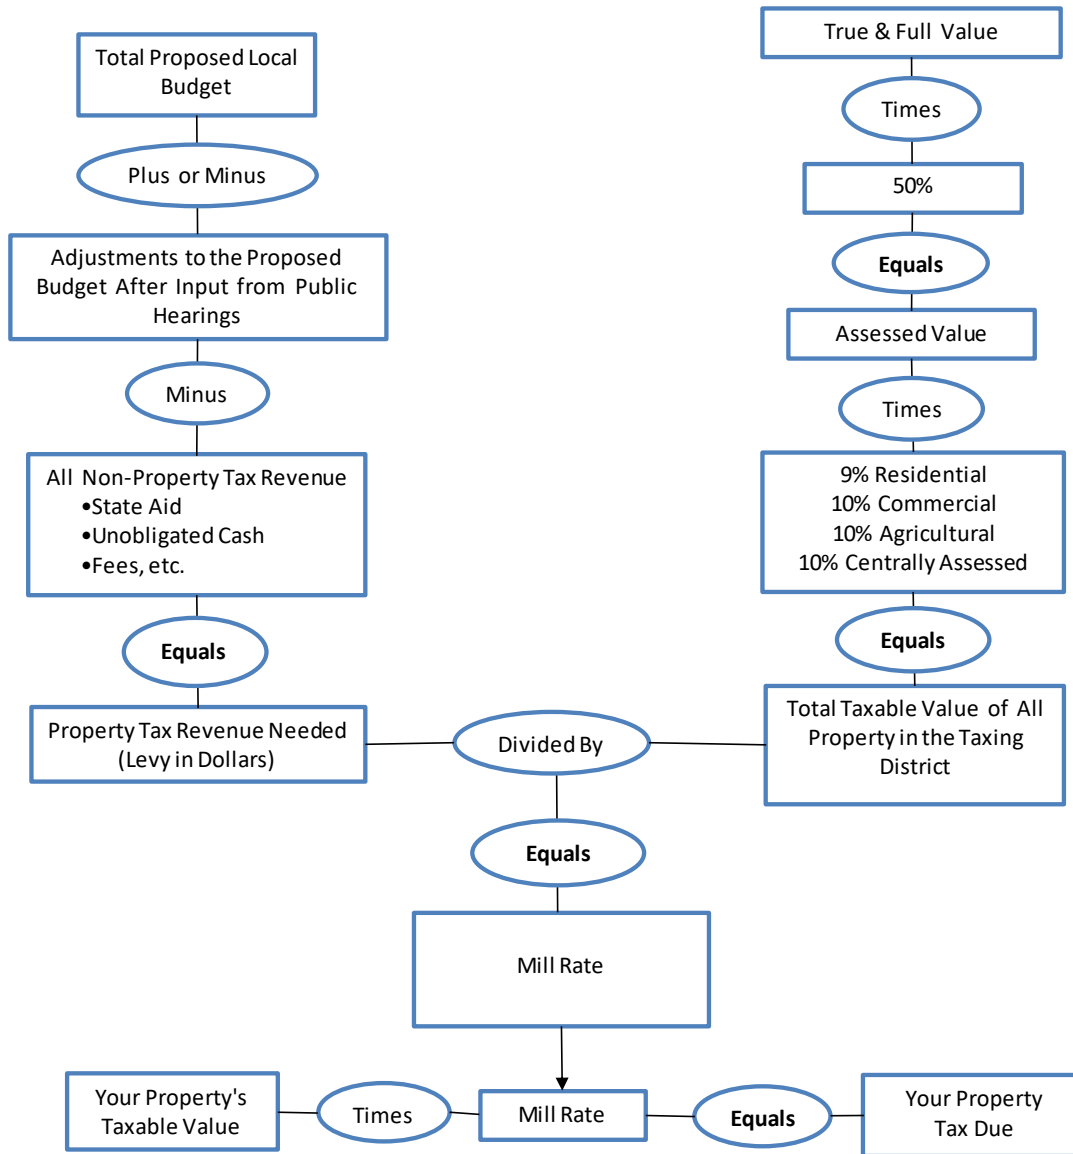 Total Proposed Local
Budget
Plus or Minus
Adjustments to the Proposed
Budget After Input from Public
Hearings
Minus
All Non-Property Tax Revenue
•State Aid
•Unobligated Cash
•Fees, etc.
Equals
Property Tax Revenue Needed
(Levy in Dollars)
True & Full Value
Times
50%
Equals
Assessed Value
Times
9% Residential
10% Commercial
10% Agricultural
10% Centrally Assessed
Equals
Total Taxable Value of All
Property in the Taxing
District
Divided By
Equals
Mill Rate
Your Property's
Taxable Value
Times
Mill Rate
Equals
Your Property
Tax Due